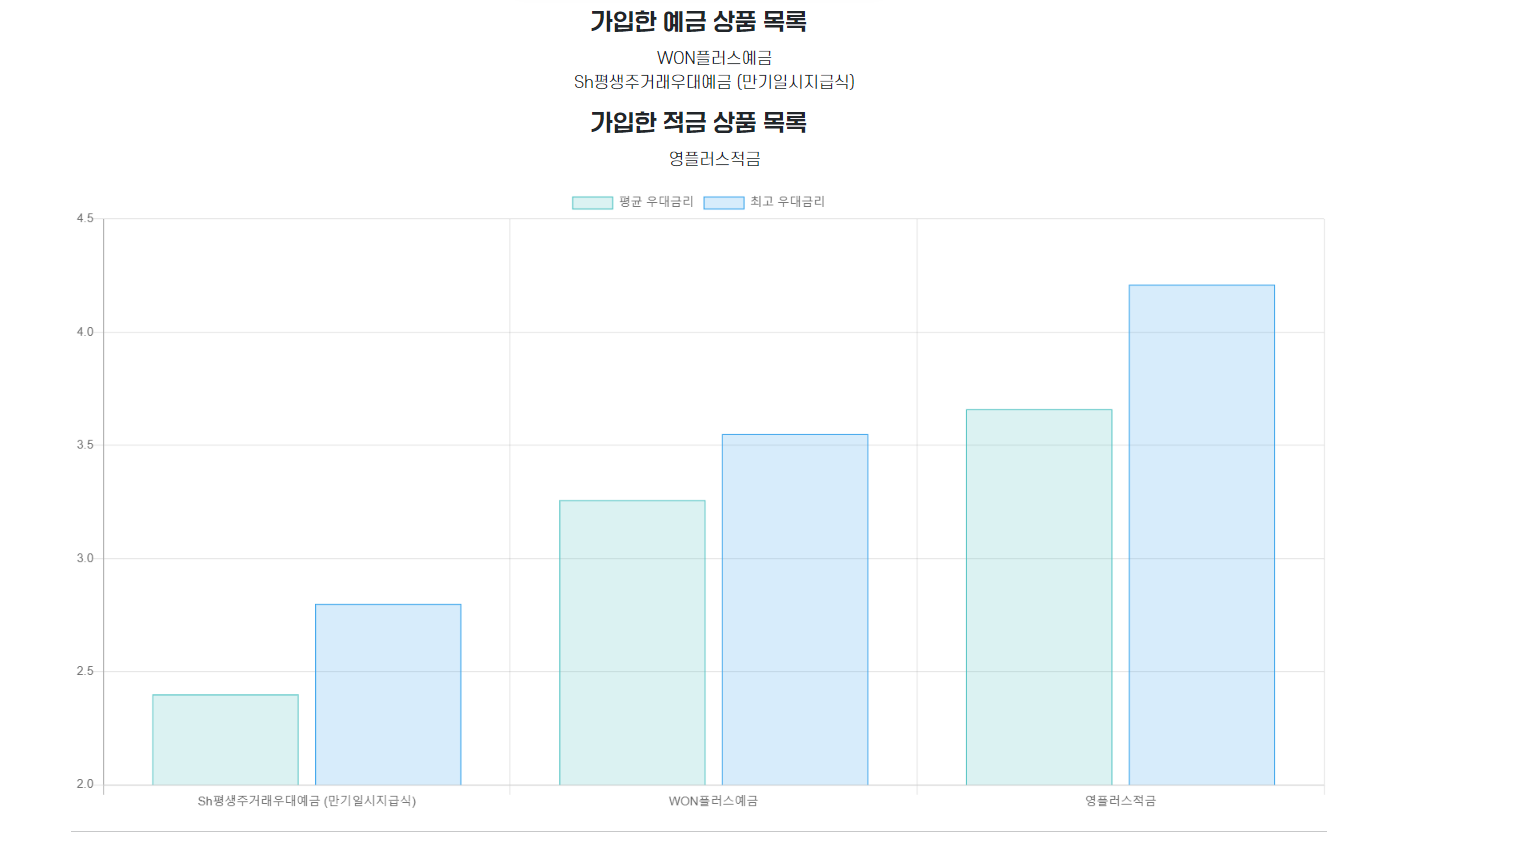 가입한 예금 상품 목록
WON플러스예금
Sh평생주거래우대예금 (만기일시지급식)
가입한 적금 상품 목록
영플러스적금
평균 우대금리 최고 우대금리
4.5
4.0
3.5
3.0
2.5
2.0
Sh평생주거래우대예금 (만기일시지급식) WON플러스예금 영플러스적금